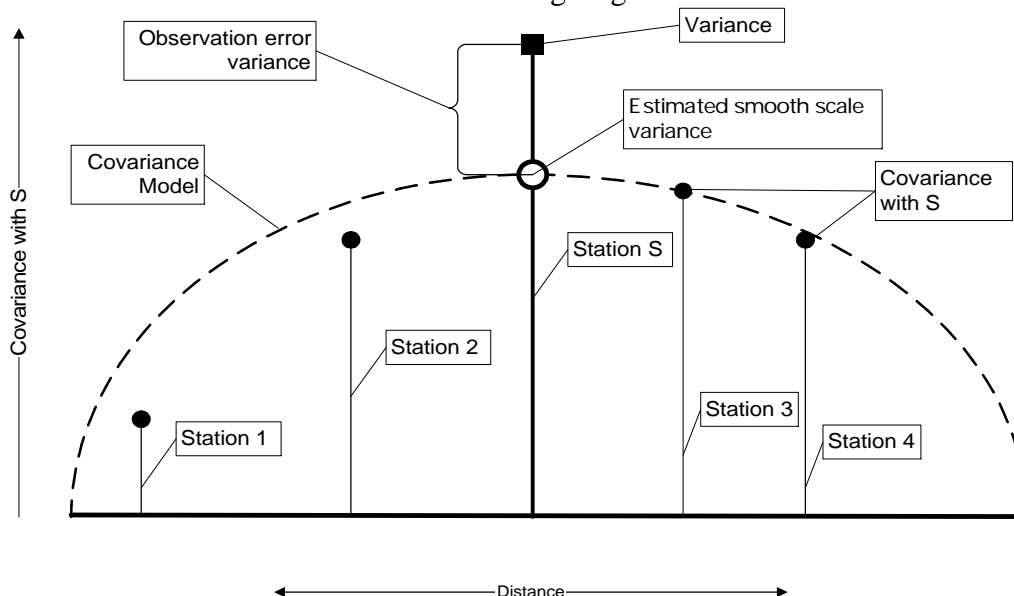 Observation error
variance
Variance
Estimated smooth scale
variance
Covariance
Model
Covariance
with S
Covariance with S
Station S
Station 2
Station 3
Station 1
Station 4
Distance